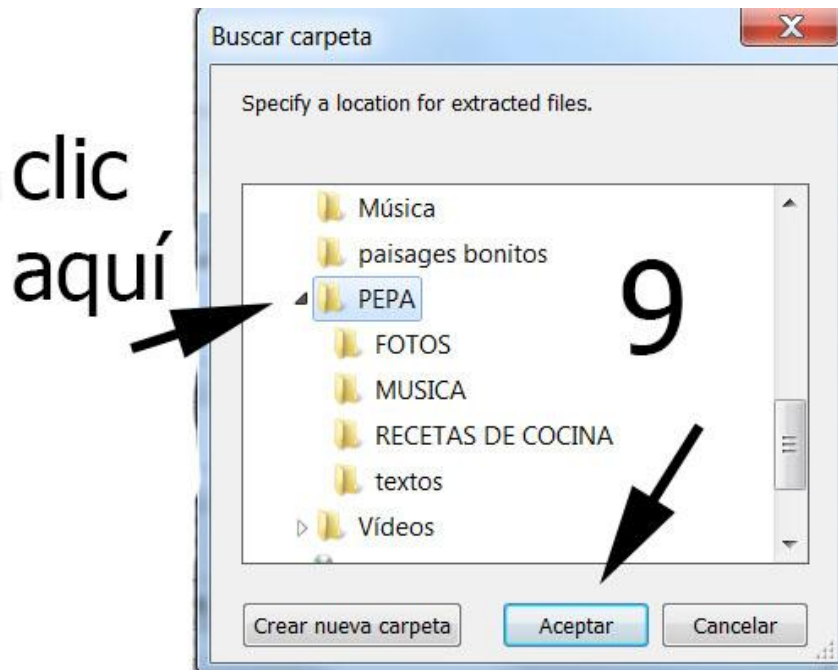 Buscar carpeta
X
Specify a location for extracted files.
clic
aquí
Música
paisages bonitos
PEPA
9
FOTOS
MUSICA
RECETAS DE COCINA
textos
Vídeos
Crear nueva carpeta
Aceptar
Cancelar